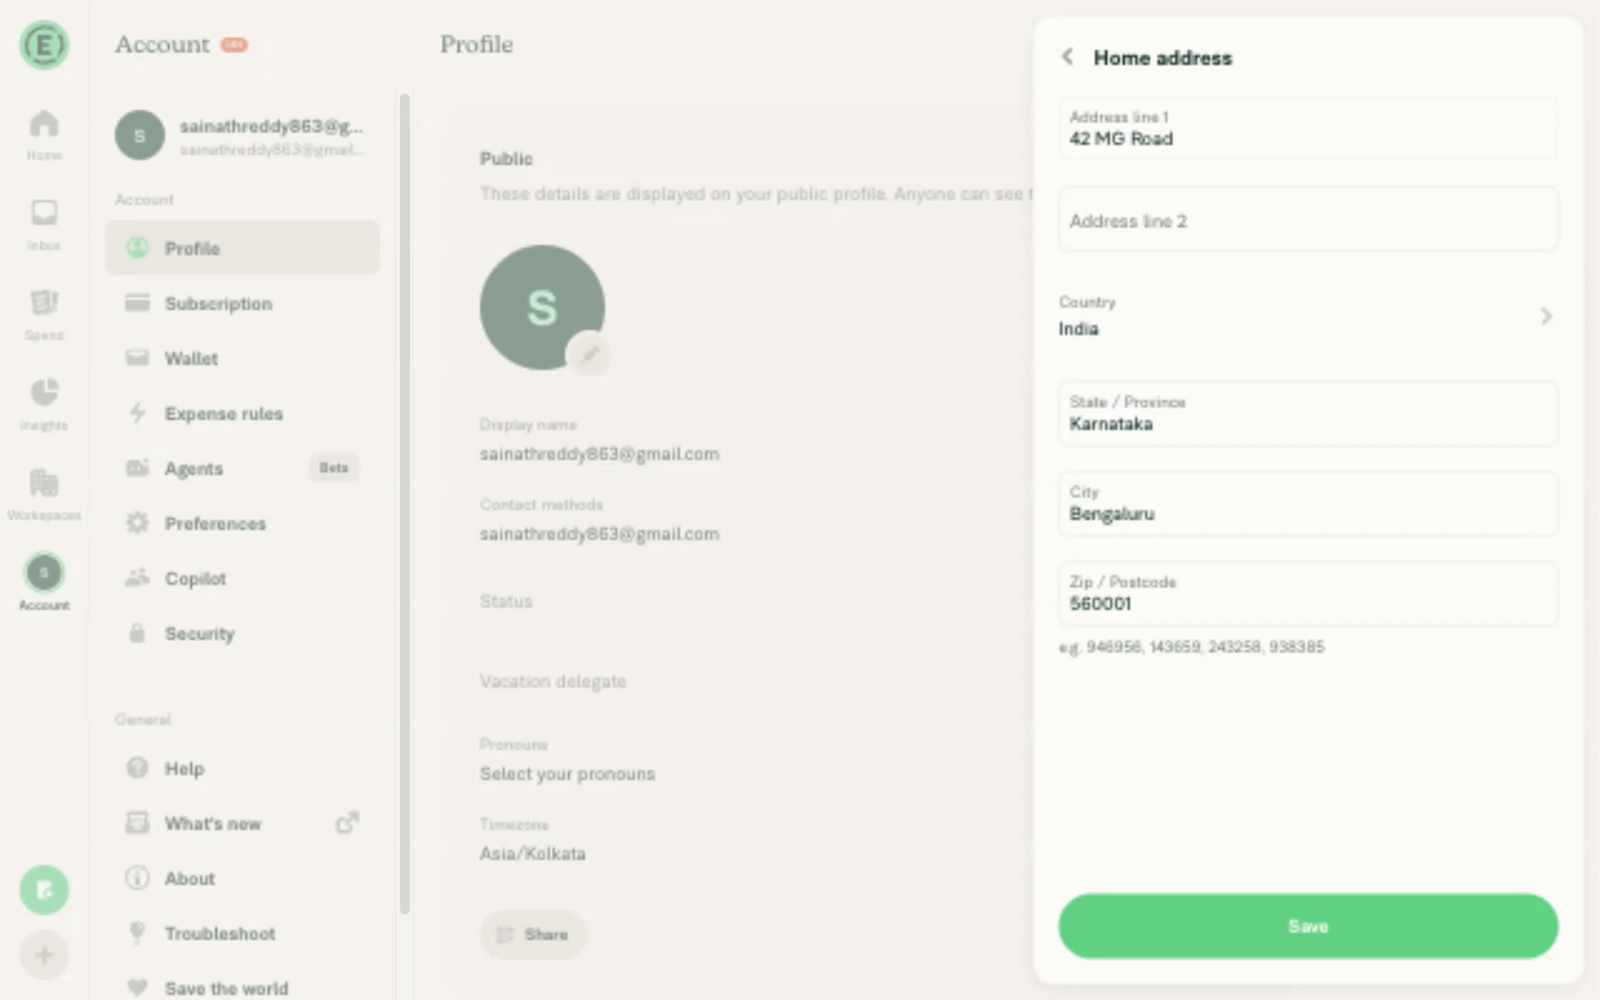 E
Home
Inbox
Spend
Insights
Workspaces
S
Account
Account
S
sainathreddy863@g...
sainathreddy863@gmail...
Account
Profile
Subscription
Wallet
Expense rules
Agents
Beta
Preferences
Copilot
Security
General
Help
What's new
About
Troubleshoot
Save the world
Profile
Public
These details are displayed on your public profile. Anyone can see
S
Display name
sainathreddy863@gmail.com
Contact methods
sainathreddy863@gmail.com
Status
Vacation delegate
Pronouns
Select your pronouns
Timezone
Asia/Kolkata
Share
Home address
Address line 1
42 MG Road
Address line 2
Country
India
State / Province
Karnataka
City
Bengaluru
Zip / Postcode
560001
e.g. 946956, 143659, 243258, 938385
Save